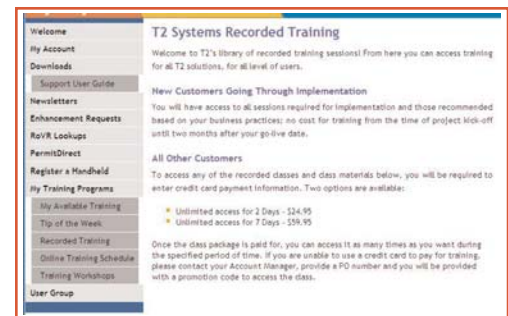 Welcome
My Account
Downloads
Support User Guide
Newsletters
Enhancement Requests
RoVR Lookups
PermitDirect
Register a Handheld
My Training Programs
My Available Training
Tip of the Week
Recorded Training
Online Training Schedule
Training Workshops
User Group
T2 Systems Recorded Training
Welcome to T2's library of recorded training sessions! From here you can access training
for all T2 solutions, for all level of users.
New Customers Going Through Implementation
You will have access to all sessions required for implementation and those recommended
based on your business practices; no cost for training from the time of project kick-off
until two months after your go-live date.
All Other Customers
To access any of the recorded classes and class materials below, you will be required to
enter credit card payment information. Two options are available:
Unlimited access for 2 Days - $24.95
Unlimited access for 7 Days - $59.95
Once the class package is paid for, you can access it as many times as you want during
the specified period of time. If you are unable to use a credit card to pay for training,
please contact your Account Manager, provide a PO number and you will be provided
with a promotion code to access the class.